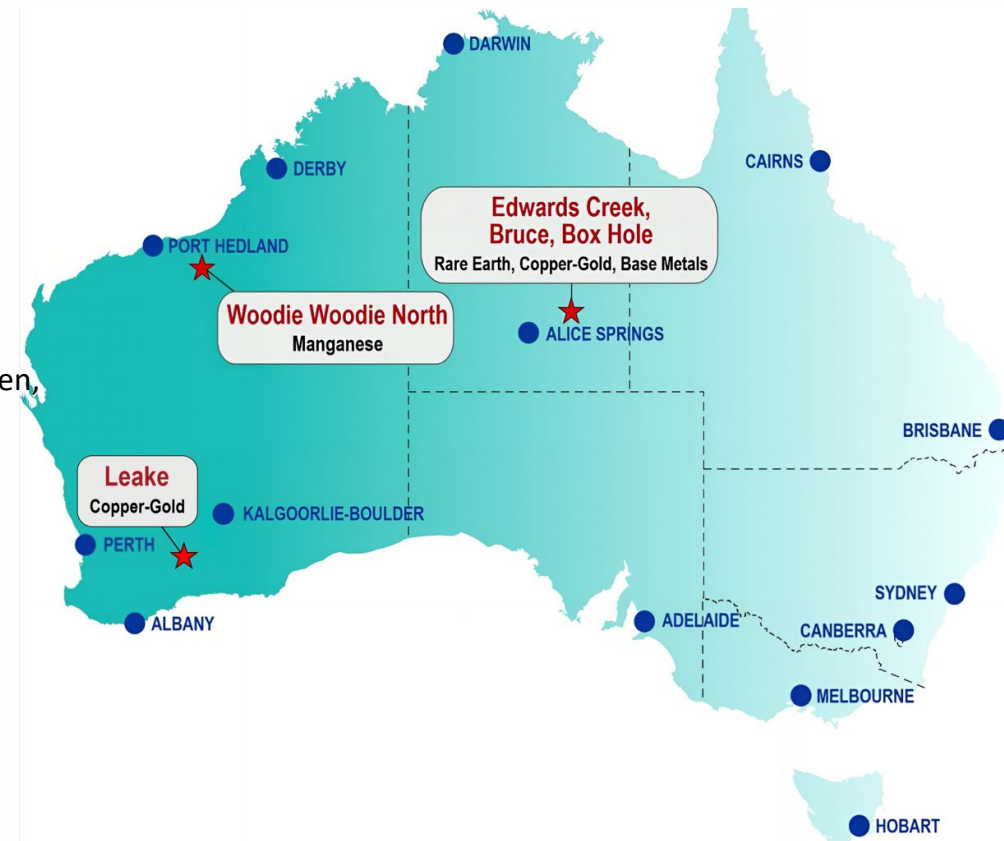 DARWIN
CAIRNS
DERBY
Edwards Creek,
Bruce, Box Hole
Rare Earth, Copper-Gold, Base Metals
PORT HEDLAND
Woodie Woodie North
Manganese
ALICE SPRINGS
en,
BRISBANE
Leake
Copper-Gold
KALGOORLIE-BOULDER
PERTH
SYDNEY
ALBANY
ADELAIDE
CANBERRA
MELBOURNE
HOBART